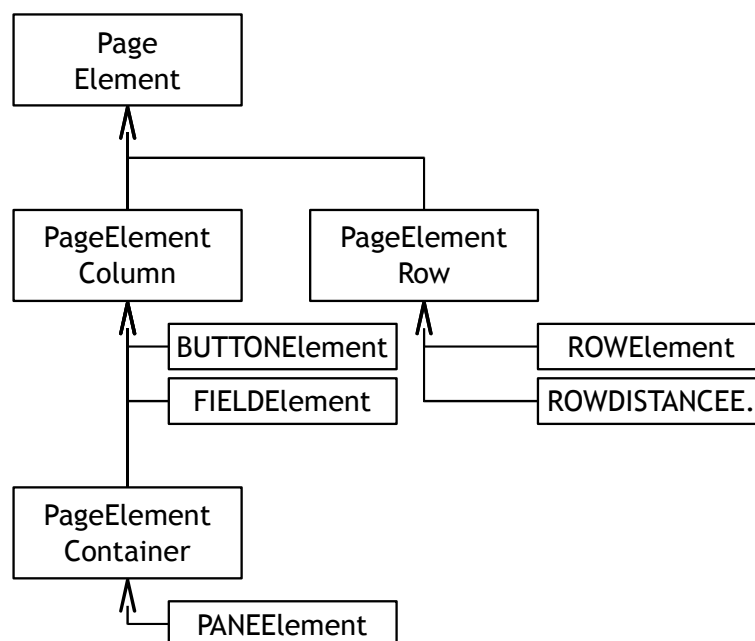 Page
Element
PageElement
Column
PageElement
Row
BUTTONElement
ROWElement
FIELDElement
ROWDISTANCEE.
PageElement
Container
PANEElement